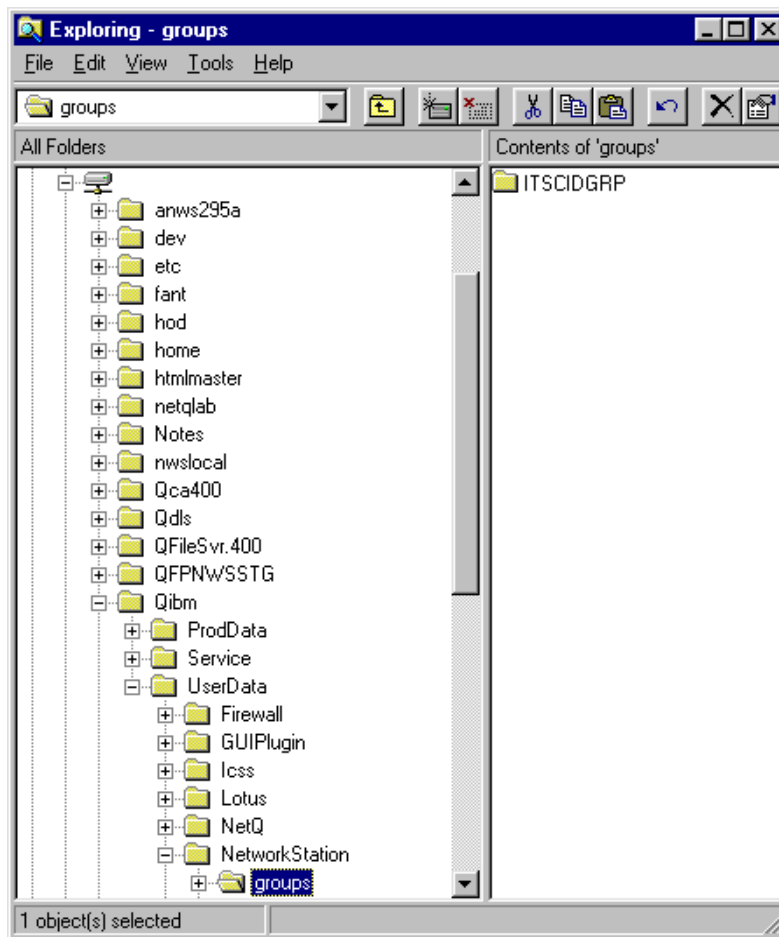 Exploring - groups
File Edit View Tools Help
groups
All Folders
Contents of 'groups'
ITSCIDGRP
anws295a
dev
etc
fant
hod
home
htmlmaster
netqlab
Notes
nwslocal
Qca400
Qdls
QFileSvr.400
QFPNWSSTG
Qibm
ProdData
Service
UserData
Firewall
GUIPlugin
Icss
Lotus
NetQ
NetworkStation
groups
1 object(s) selected